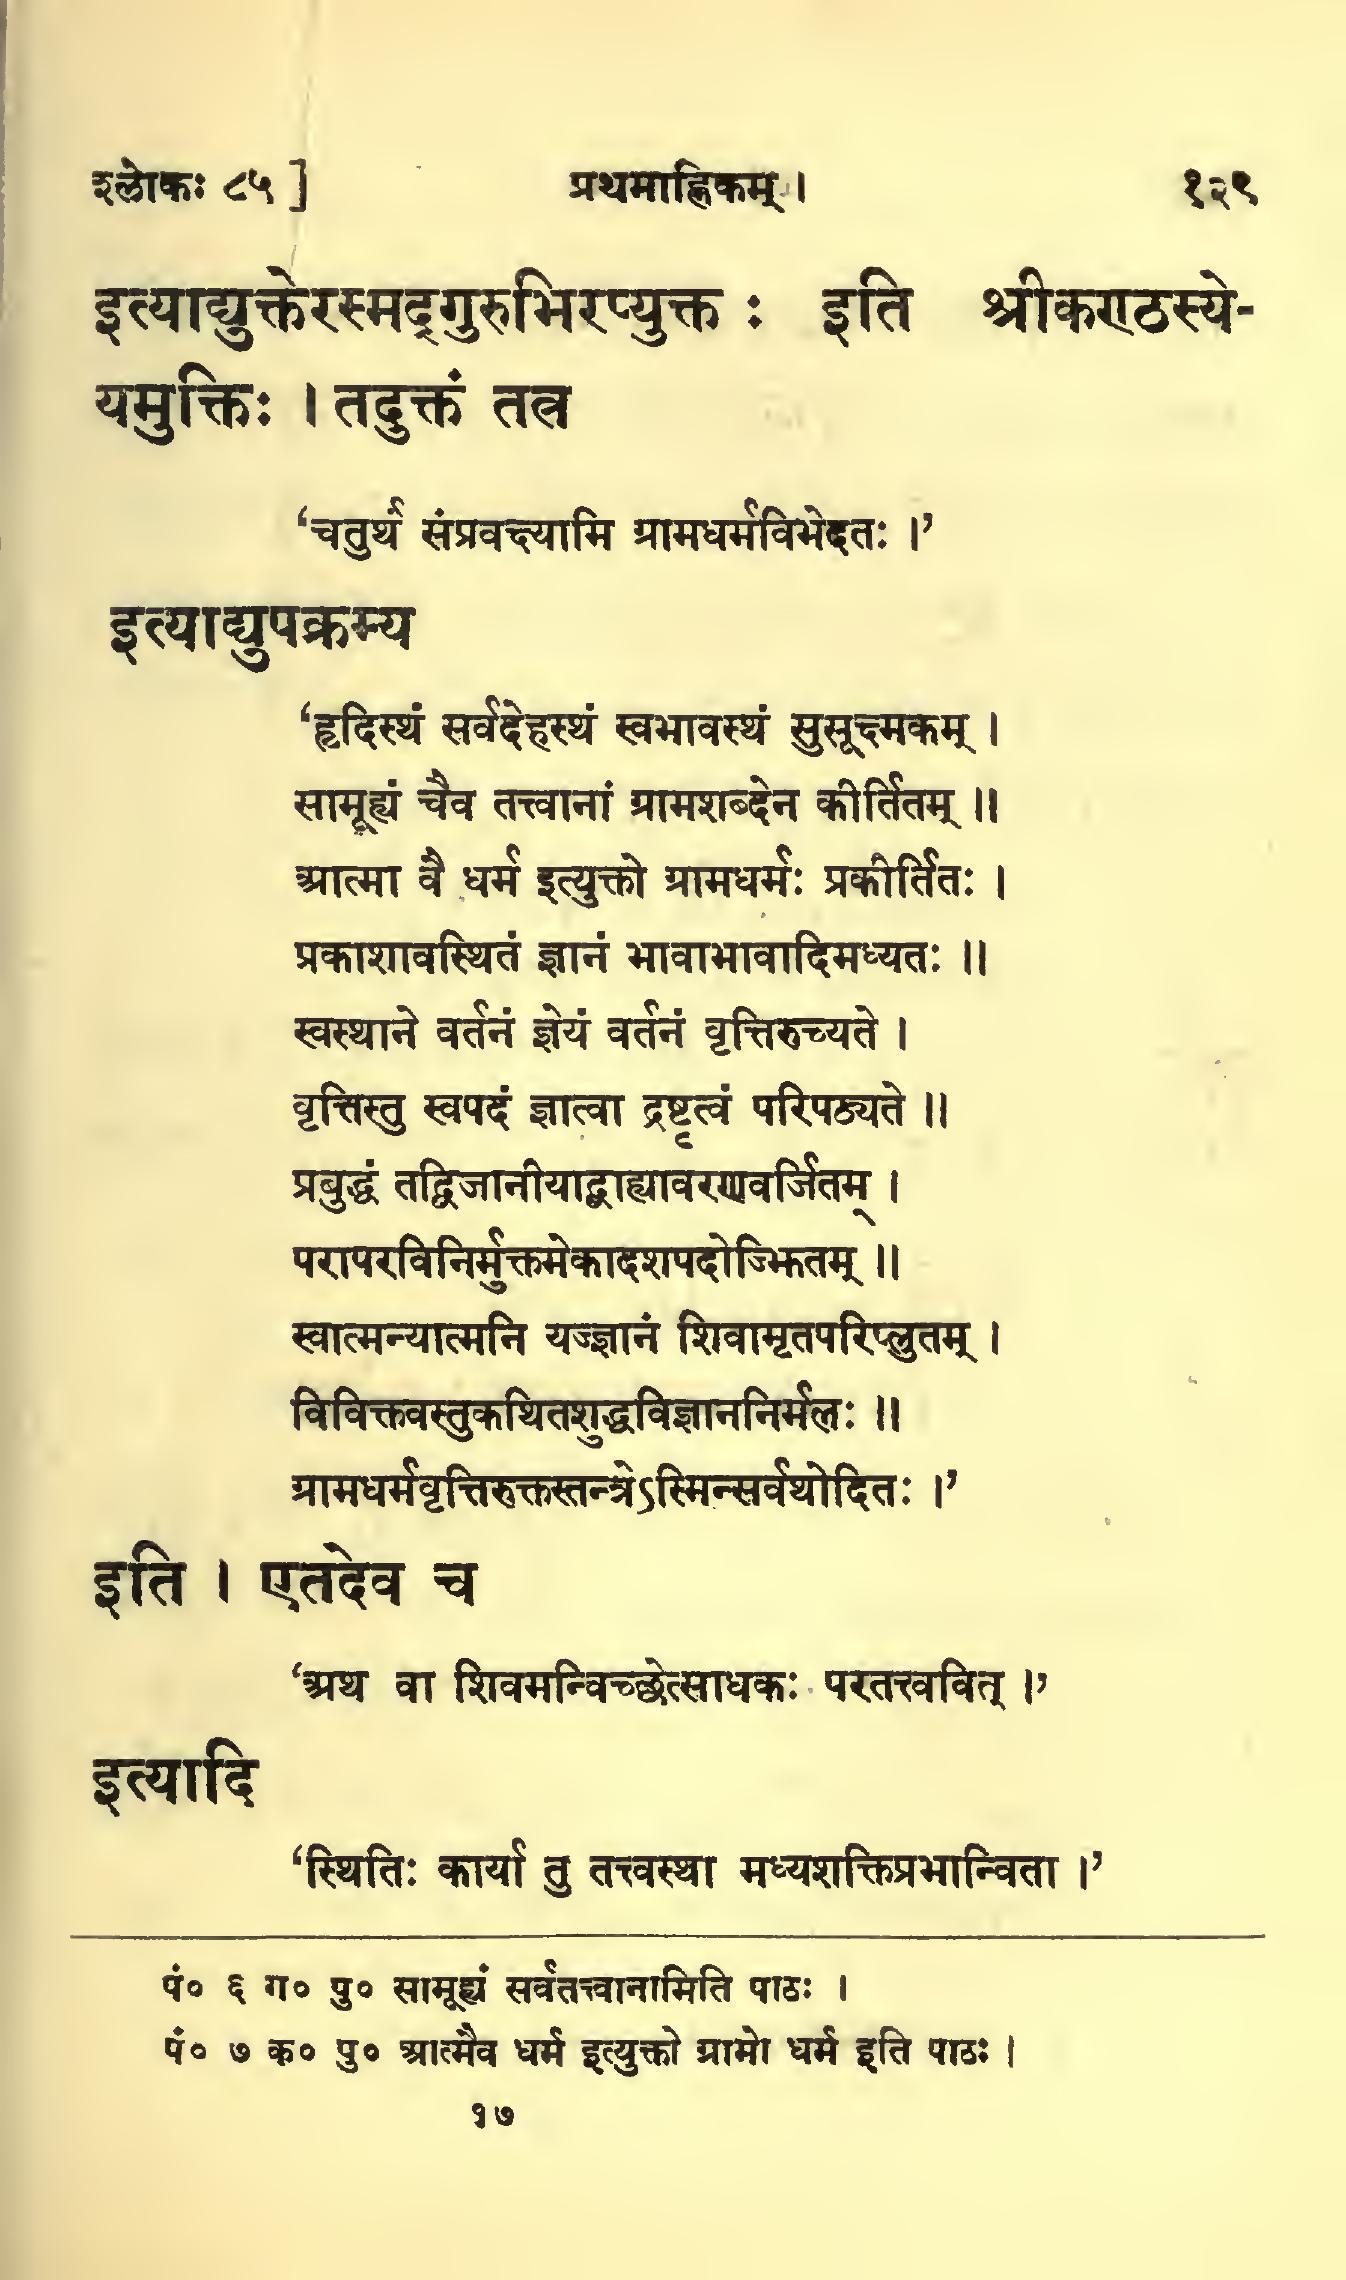 श्लोकः ८५] प्रथमाह्निकम् । १२९
इत्याद्युक्तेरस्मद्गुरुभिरप्युक्त : इति श्रीकण्ठस्ये-
यमुक्तिः । तदुक्तं तत्र
‘चतुर्थं संप्रवक्ष्यामि ग्रामधर्मविभेदतः ।’
इत्याद्युपक्रम्य
‘हृदिस्थं सर्वदेहस्थं स्वभावस्थं सुसूक्ष्मकम् ।
सामूह्यं चैव तत्त्वानां ग्रामशब्देन कीर्तितम् ॥
आत्मा वै धर्म इत्युक्तो ग्रामधर्मः प्रकीर्तितः ।
प्रकाशावस्थितं ज्ञानं भावाभावादिमध्यतः ॥
स्वस्थाने वर्तनं ज्ञेयं वर्तनं वृत्तिरुच्यते ।
वृत्तिस्तु स्वपदं ज्ञात्वा द्रष्टृत्वं परिपठ्यते ॥
प्रबुद्धं तद्विजानीयाद्बाह्यावरणवर्जितम् ।
परापरविनिर्मुक्तमेकादशपदोज्झितम् ॥
स्वात्मन्यात्मनि यज्ज्ञानं शिवामृतपरिप्लुतम् ।
विविक्तवस्तुकथितशुद्धविज्ञाननिर्मलः ॥
ग्रामधर्मवृत्तिरुक्तस्तन्त्रेऽस्मिन्सर्वथोदितः ।’
इति । एतदेव च
‘अथ वा शिवमन्विच्छेत्साधकः परतत्त्ववित् ।’
इत्यादि
‘स्थितिः कार्या तु तत्त्वस्था मध्यशक्तिप्रभान्विता ।’
पं० ६ ग० पु० सामूह्यं सर्वतत्त्वानामिति पाठः ।
पं० ७ क० पु० आत्मैव धर्म इत्युक्तो ग्रामो धर्म इति पाठः ।
१७